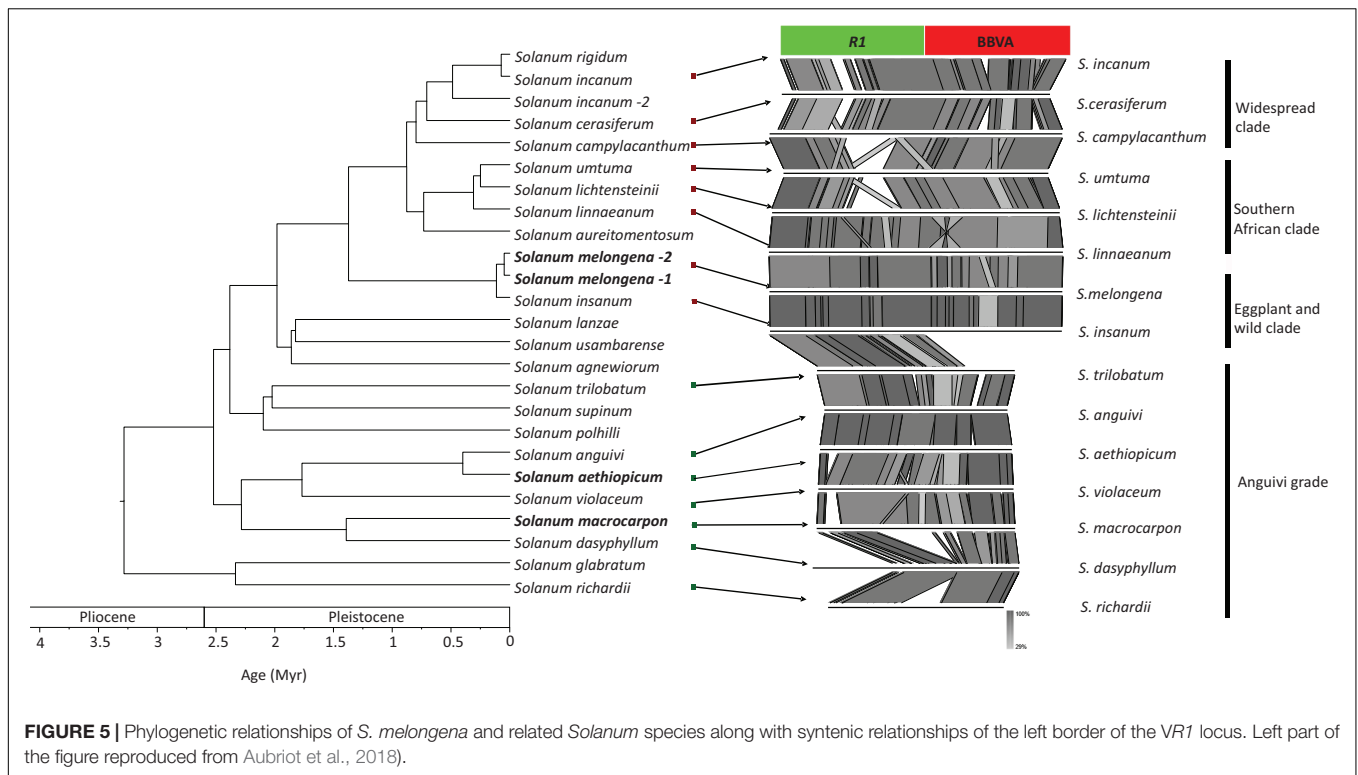 R1
BBVA
Solanum rigidum
Solanum incanum
Solanum incanum -2
Solanum cerasiferum
Solanum campylacanthum
Solanum umtuma
Solanum lichtensteinii
Solanum linnaeanum
Solanum aureitomentosum
Solanum melongena -2
Solanum melongena -1
Solanum insanum
Solanum lanzae
Solanum usambarense
Solanum agnewiorum
Solanum trilobatum
Solanum supinum
Solanum polhilli
Solanum anguivi
Solanum aethiopicum
Solanum violaceum
Solanum macrocarpon
Solanum dasyphyllum
Solanum glabratum
Solanum richardii
S. incanum
S.cerasiferum
S. campylacanthum
S. umtuma
S. lichtensteinii
S. linnaeanum
S.melongena
S. insanum
S. trilobatum
S. anguivi
S. aethiopicum
S. violaceum
S. macrocarpon
S. dasyphyllum
S. richardii
Widespread
clade
Southern
African clade
Eggplant and
wild clade
Anguivi grade
100%
29%
Pliocene
Pleistocene
4 3.5 3 2.5 2 1.5 1 0.5 0
Age (Myr)
FIGURE 5 | Phylogenetic relationships of S. melongena and related Solanum species along with syntenic relationships of the left border of the VR1 locus. Left part of
the figure reproduced from Aubriot et al., 2018).